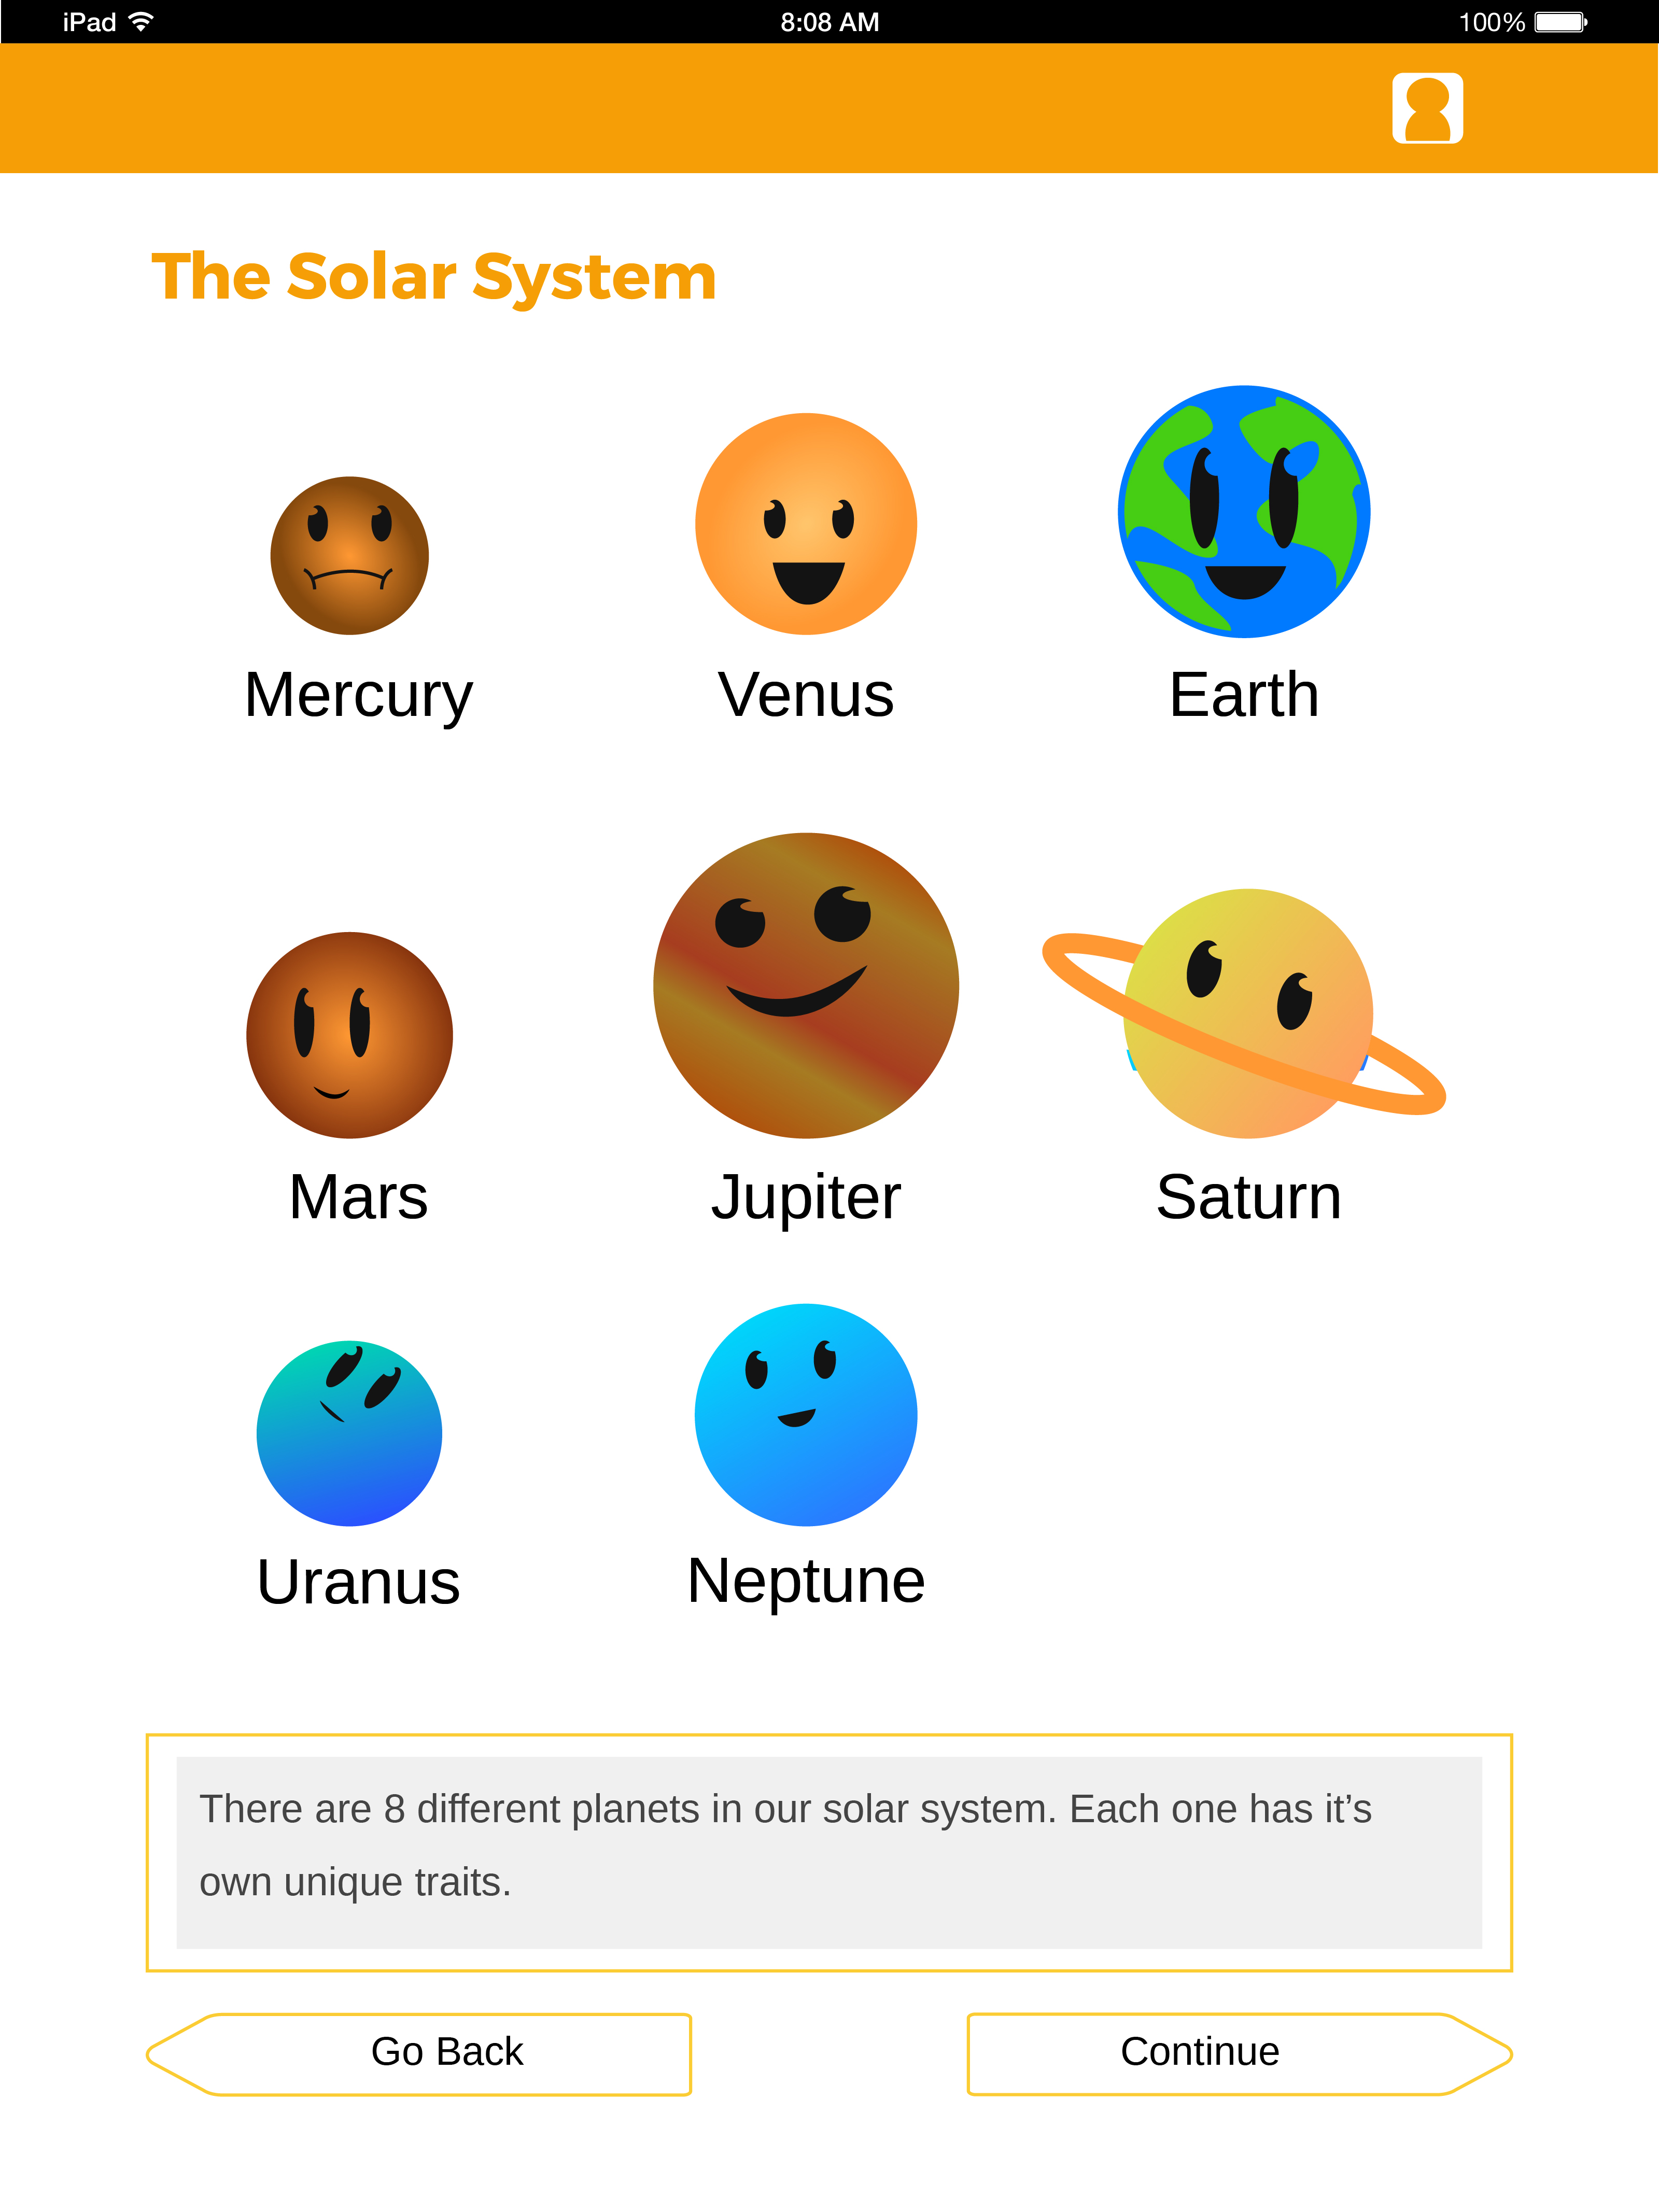 iPad 8:08 AM 100%
The Solar System
Mercury Venus Earth
Mars Jupiter Saturn
Uranus Neptune
There are 8 different planets in our solar system. Each one has it’s
own unique traits.
Go Back Continue